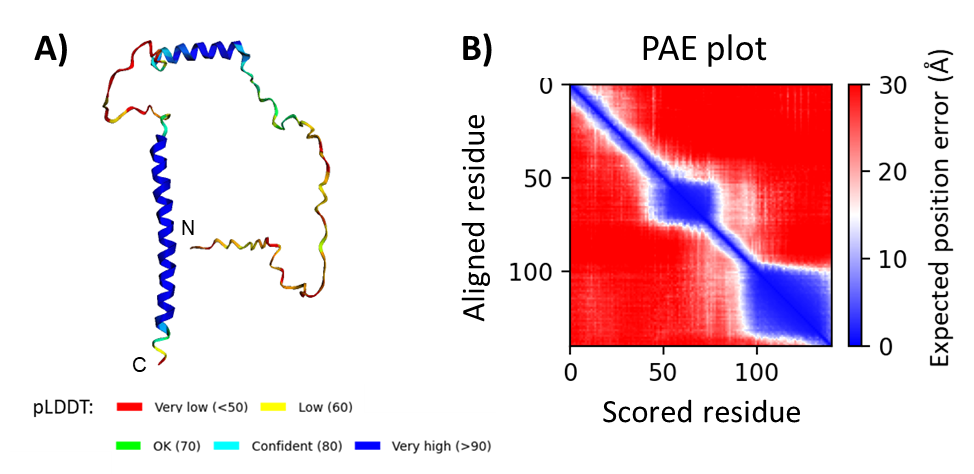 A)
N
C
pLDDT:
Very low (<50)
Low (60)
OK (70)
Confident (80)
Very high (>90)
B)
PAE plot
Aligned residue
0
50
100
0
50
100
Scored residue
30
20
10
0
Expected position error (Å)